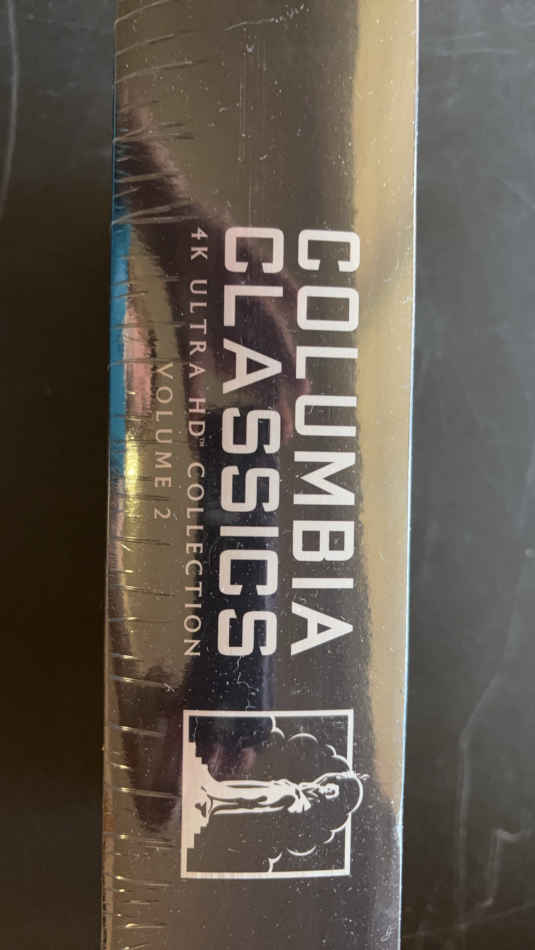 COLUMBIA
CLASSICS
4K ULTRA HD™ COLLECTION
VOLUME 2